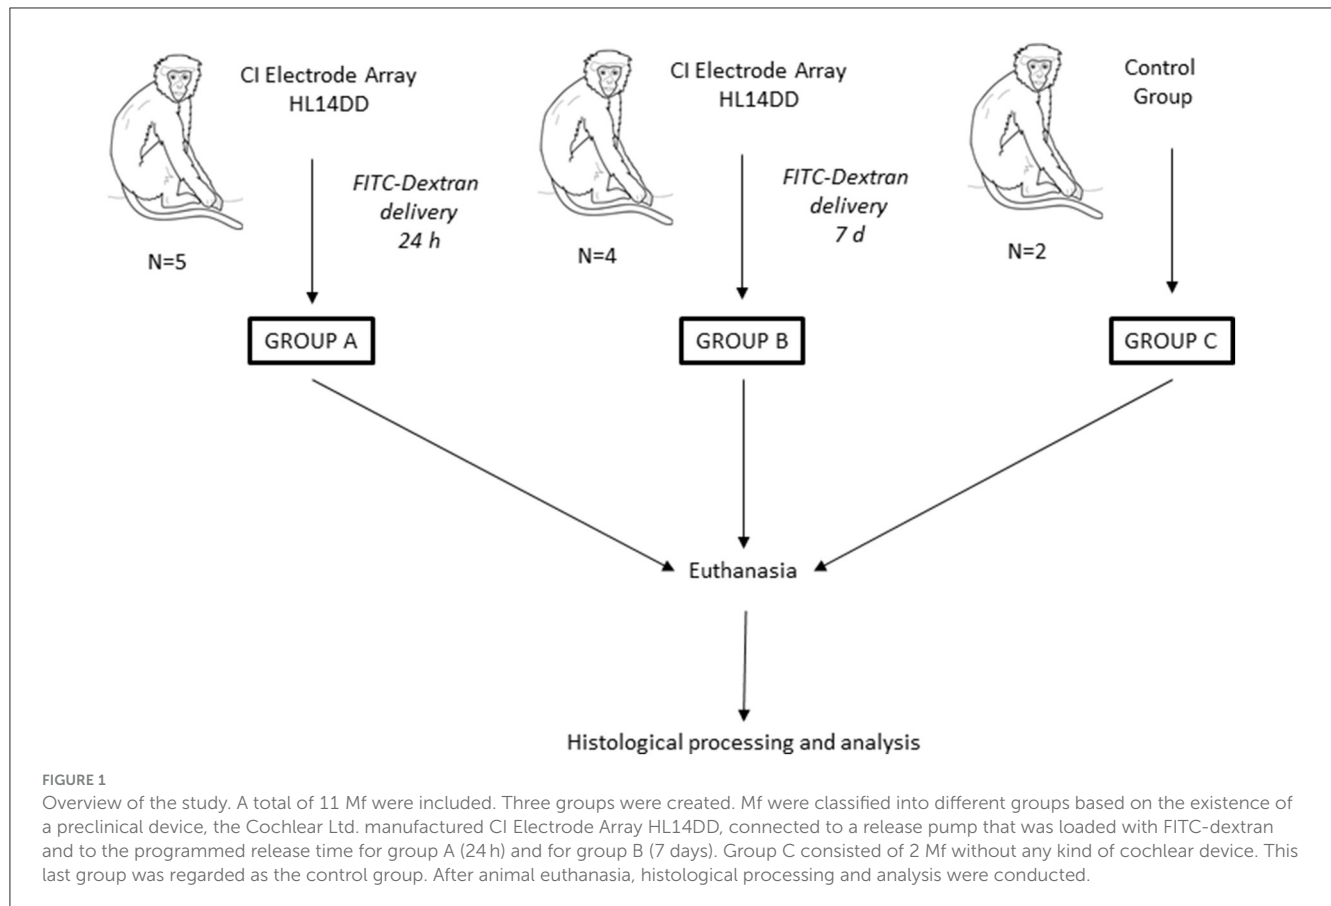 CI Electrode Array
HL14DD
FITC-Dextran
delivery
24 h
N=5
GROUP A
CI Electrode Array
HL14DD
FITC-Dextran
delivery
7 d
N=4
GROUP B
Control
Group
N=2
GROUP C
Euthanasia
Histological processing and analysis
FIGURE 1
Overview of the study. A total of 11 Mf were included. Three groups were created. Mf were classified into different groups based on the existence of
a preclinical device, the Cochlear Ltd. manufactured CI Electrode Array HL14DD, connected to a release pump that was loaded with FITC-dextran
and to the programmed release time for group A (24 h) and for group B (7 days). Group C consisted of 2 Mf without any kind of cochlear device. This
last group was regarded as the control group. After animal euthanasia, histological processing and analysis were conducted.